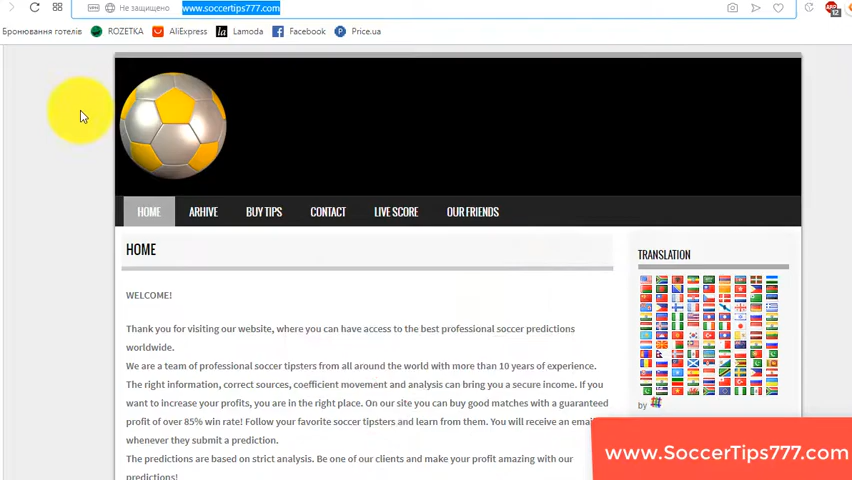 VPN Не защищено www.soccertips777.com
12
Бронювання готелів ROZETKA AliExpress la Lamoda Facebook P Price.ua
HOME ARHIVE BUY TIPS CONTACT LIVE SCORE OUR FRIENDS
HOME
WELCOME!
Thank you for visiting our website, where you can have access to the best professional soccer predictions
worldwide.
We are a team of professional soccer tipsters from all around the world with more than 10 years of experience.
The right information, correct sources, coefficient movement and analysis can bring you a secure income. If you
want to increase your profits, you are in the right place. On our site you can buy good matches with a guaranteed
profit of over 85% win rate! Follow your favorite soccer tipsters and learn from them. You will receive an email
whenever they submit a prediction.
The predictions are based on strict analysis. Be one of our clients and make your profit amazing with our
predictions!
TRANSLATION
by
www.SoccerTips777.com